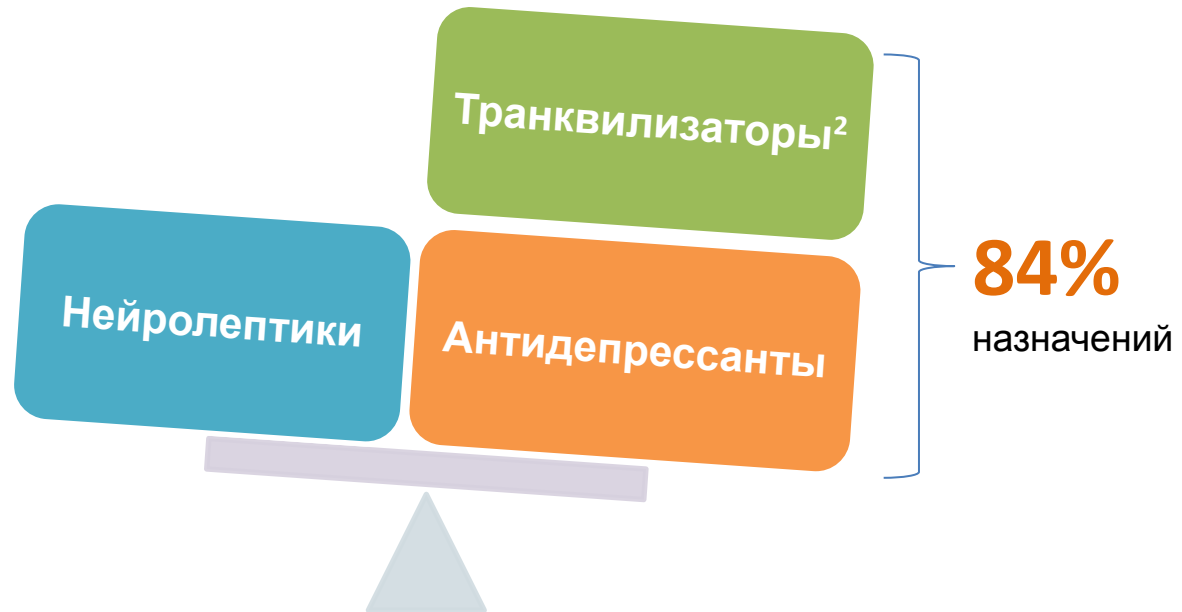 Транквилизаторы²
Нейролептики
Антидепрессанты
84%
назначений